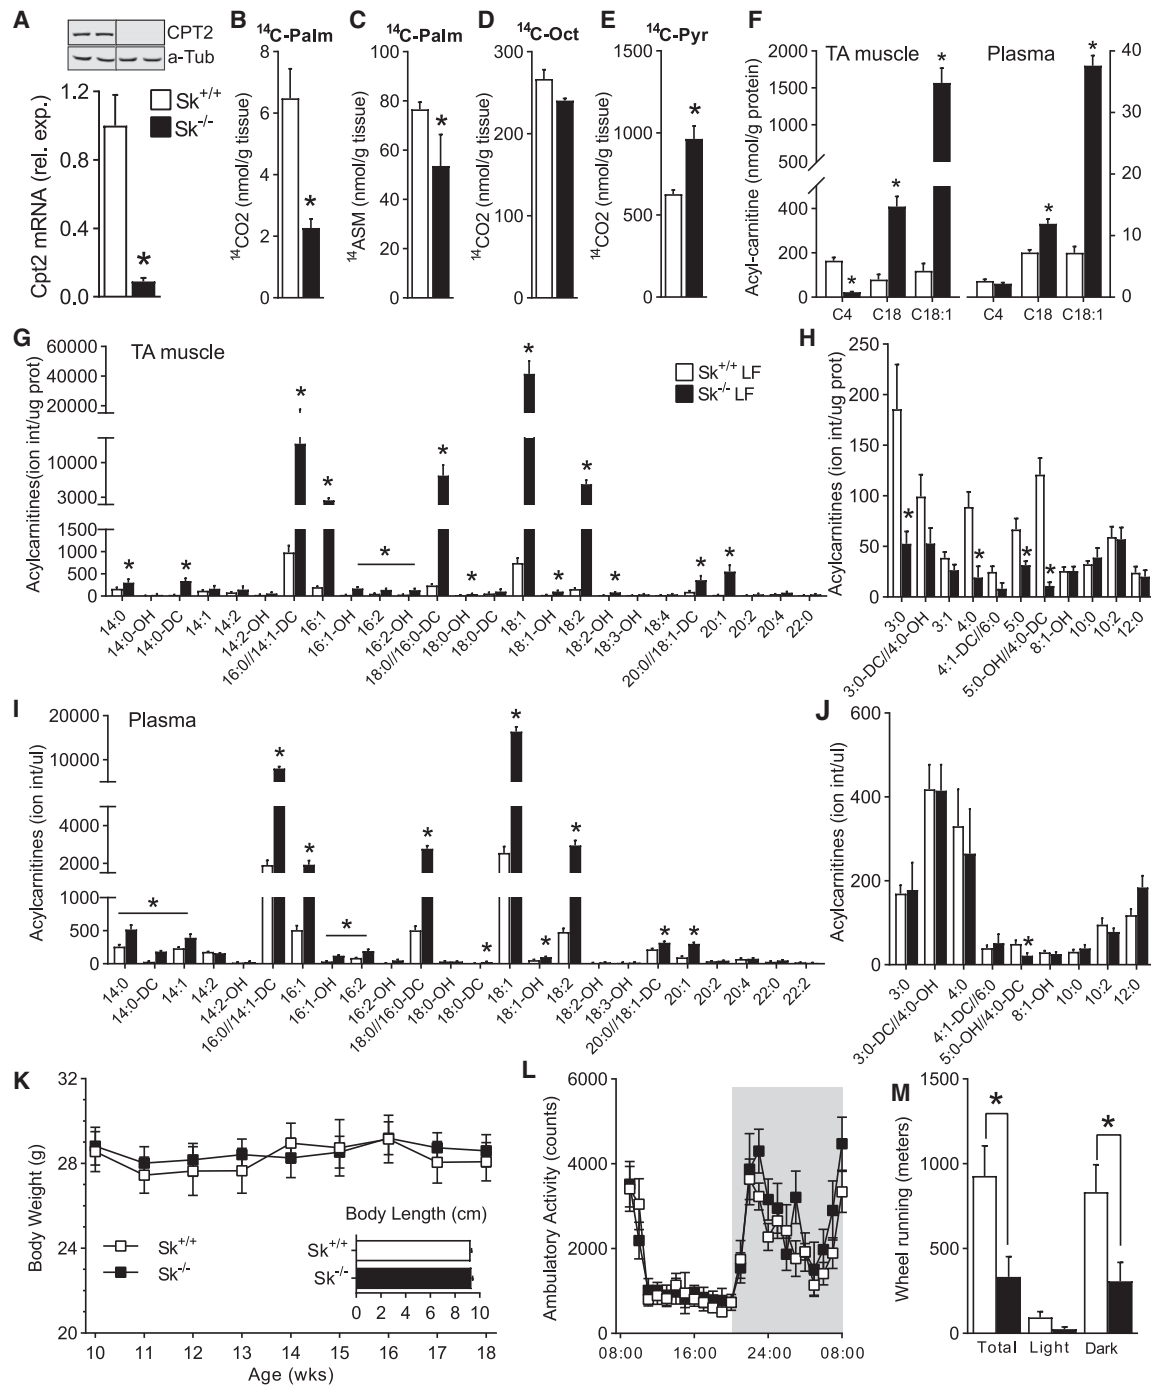 A
CPT2
a-Tub
Cpt2 mRNA (rel. exp.)
1.2
0.8
0.4
0.0
Sk+/+
Sk-/-
*
B
14C-Palm
14CO2 (nmol/g tissue)
8
6
4
2
0
*
C
14C-Palm
14ASM (nmol/g tissue)
100
80
60
40
20
0
*
D
14C-Oct
14CO2 (nmol/g tissue)
300
200
100
0
E
14C-Pyr
14CO2 (nmol/g tissue)
1500
1000
500
0
*
F
TA muscle
Plasma
Acyl-carnitine (nmol/g protein)
2000
1500
1000
500
400
200
0
40
30
20
10
0
* * * * *
C4 C18 C18:1 C4 C18 C18:1
G
TA muscle
Acylcarnitines(ion int/ug prot)
60000
40000
20000
10000
3000
1500
1000
500
0
Sk+/+ LF
Sk-/- LF
* * * * * * * * * * * * *
14:0
14:0-OH
14:0-DC
14:1
14:2
14:2-OH
16:0//14:1-DC
16:1
16:1-OH
16:2
16:2-OH
18:0//16:0-DC
18:0-OH
18:0-DC
18:1
18:1-OH
18:2
18:2-OH
18:3-OH
18:4
20:0//18:1-DC
20:1
20:2
20:4
22:0
H
Acylcarnitines (ion int/ug prot)
250
200
150
100
50
0
* * * *
3:0
3:0-DC//4:0-OH
3:1
4:0
4:1-DC//6:0
5:0
5:0-OH//4:0-DC
8:1-OH
10:0
10:2
12:0
I
Plasma
Acylcarnitines (ion int/ul)
20000
10000
4000
2000
1000
500
0
* * * * * * * * * * *
14:0
14:0-DC
14:1
14:2
14:2-OH
16:0//14:1-DC
16:1
16:1-OH
16:2
16:2-OH
18:0//16:0-DC
18:0-OH
18:0-DC
18:1
18:1-OH
18:2
18:2-OH
18:3-OH
20:0//18:1-DC
20:1
20:2
20:4
22:0
22:2
J
Acylcarnitines (ion int/ul)
600
400
200
0
*
3:0
3:0-DC//4:0-OH
4:0
4:1-DC//6:0
5:0-OH//4:0-DC
8:1-OH
10:0
10:2
12:0
K
Body Weight (g)
32
28
24
20
Sk+/+
Sk-/-
Body Length (cm)
Sk+/+
Sk-/-
0 2 4 6 8 10
10 11 12 13 14 15 16 17 18
Age (wks)
L
Ambulatory Activity (counts)
6000
4000
2000
0
08:00 16:00 24:00 08:00
M
Wheel running (meters)
1500
1000
500
0
* *
Total Light Dark